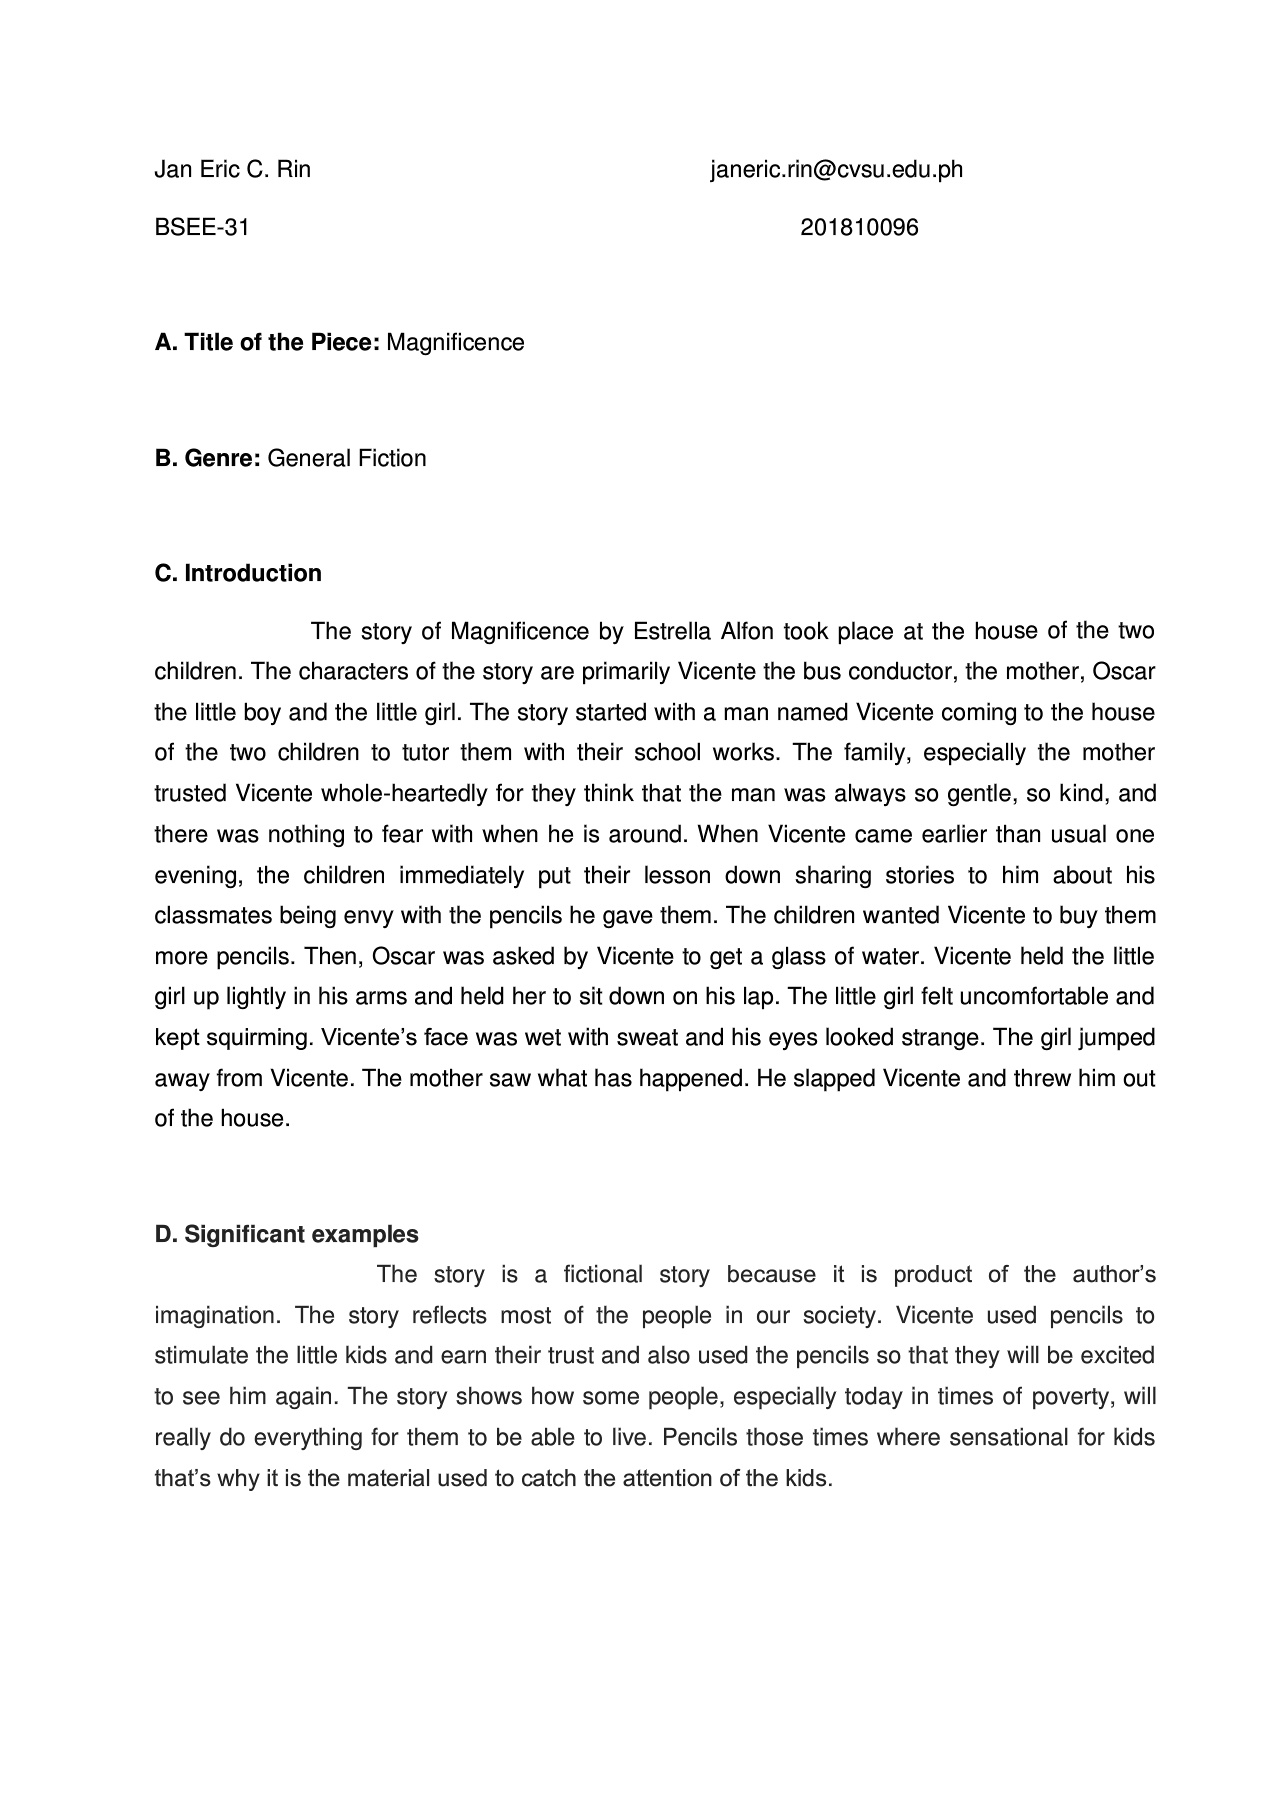 Jan Eric C. Rin janeric.rin@cvsu.edu.ph
BSEE-31 201810096
A. Title of the Piece: Magnificence
B. Genre: General Fiction
C. Introduction
The story of Magnificence by Estrella Alfon took place at the house of the two
children. The characters of the story are primarily Vicente the bus conductor, the mother, Oscar
the little boy and the little girl. The story started with a man named Vicente coming to the house
of the two children to tutor them with their school works. The family, especially the mother
trusted Vicente whole-heartedly for they think that the man was always so gentle, so kind, and
there was nothing to fear with when he is around. When Vicente came earlier than usual one
evening, the children immediately put their lesson down sharing stories to him about his
classmates being envy with the pencils he gave them. The children wanted Vicente to buy them
more pencils. Then, Oscar was asked by Vicente to get a glass of water. Vicente held the little
girl up lightly in his arms and held her to sit down on his lap. The little girl felt uncomfortable and
kept squirming. Vicente’s face was wet with sweat and his eyes looked strange. The girl jumped
away from Vicente. The mother saw what has happened. He slapped Vicente and threw him out
of the house.
D. Significant examples
The story is a fictional story because it is product of the author’s
imagination. The story reflects most of the people in our society. Vicente used pencils to
stimulate the little kids and earn their trust and also used the pencils so that they will be excited
to see him again. The story shows how some people, especially today in times of poverty, will
really do everything for them to be able to live. Pencils those times where sensational for kids
that’s why it is the material used to catch the attention of the kids.